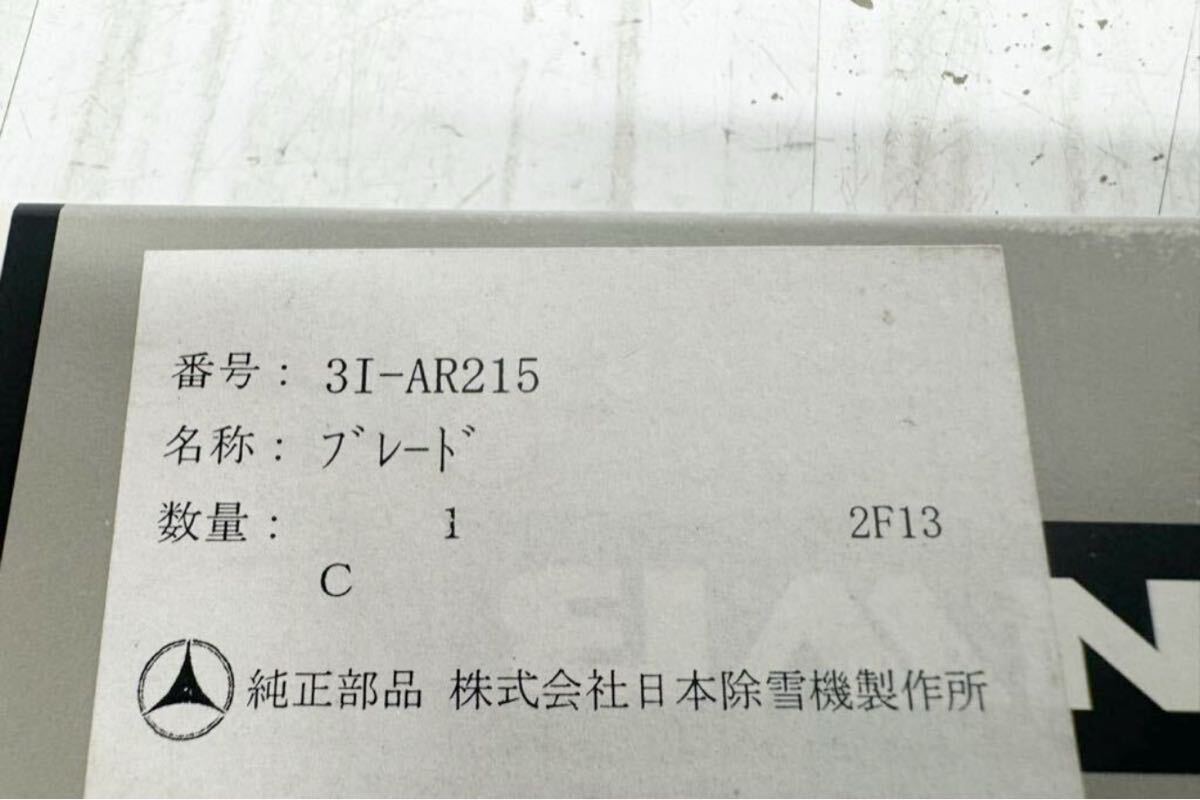 番号: 3I-AR215
名称: ﾌﾞﾚｰﾄﾞ
数量: 1 2F13
C
純正部品 株式会社日本除雪機製作所